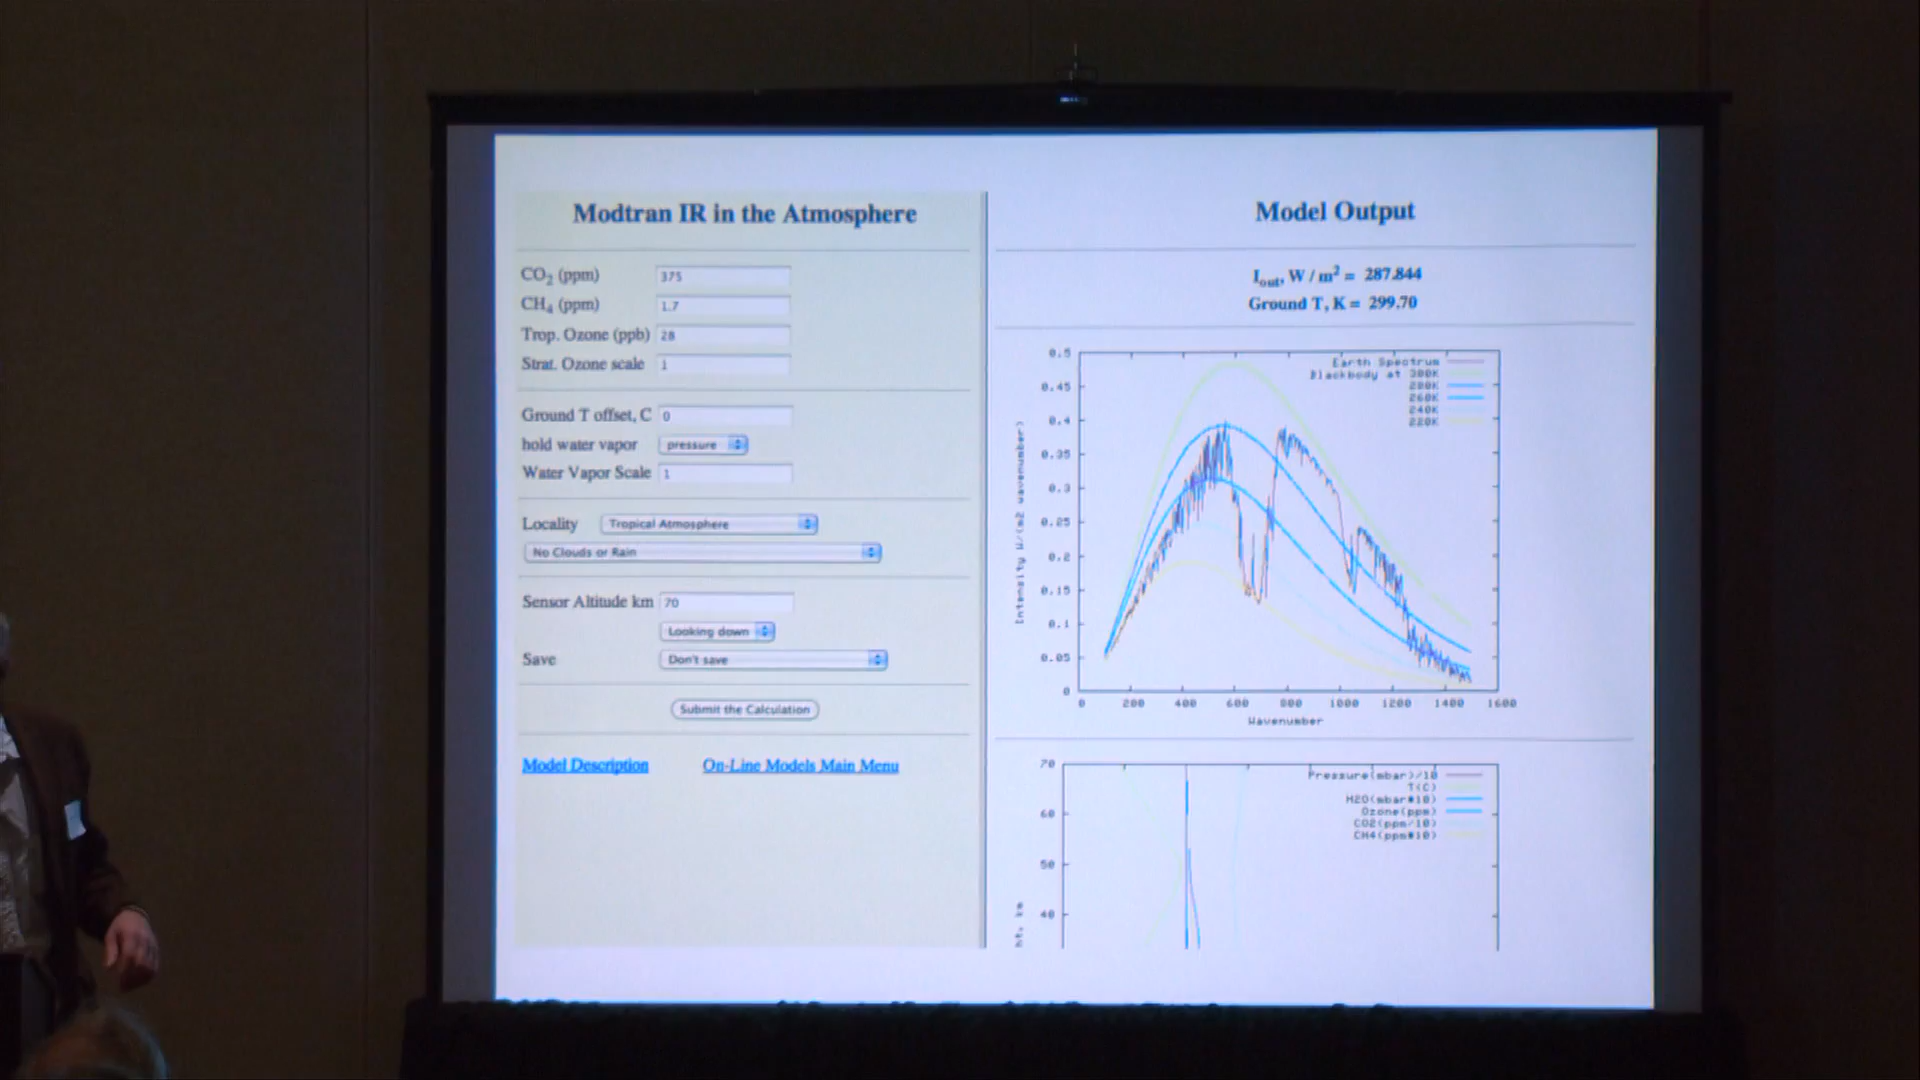 Modtran IR in the Atmosphere
CO2 (ppm) 375
CH4 (ppm) 1.7
Trop. Ozone (ppb) 28
Strat. Ozone scale 1
Ground T offset, C 0
hold water vapor pressure
Water Vapor Scale 1
Locality Tropical Atmosphere
No Clouds or Rain
Sensor Altitude km 70
Looking down
Save Don't save
Submit the Calculation
Model Description On-Line Models Main Menu
Model Output
Iout, W / m2 = 287.844
Ground T, K = 299.70
Earth Spectrum
Blackbody at 300K
280K
260K
240K
220K
Intensity W/(m2 wavenumber)
0.5
0.45
0.4
0.35
0.3
0.25
0.2
0.15
0.1
0.05
0
0 200 400 600 800 1000 1200 1400 1600
Wavenumber
Pressure(mbar)/10
T(C)
H2O(mbar*10)
Ozone(ppm)
CO2(ppm/10)
CH4(ppm*10)
70
60
50
40
ht, km